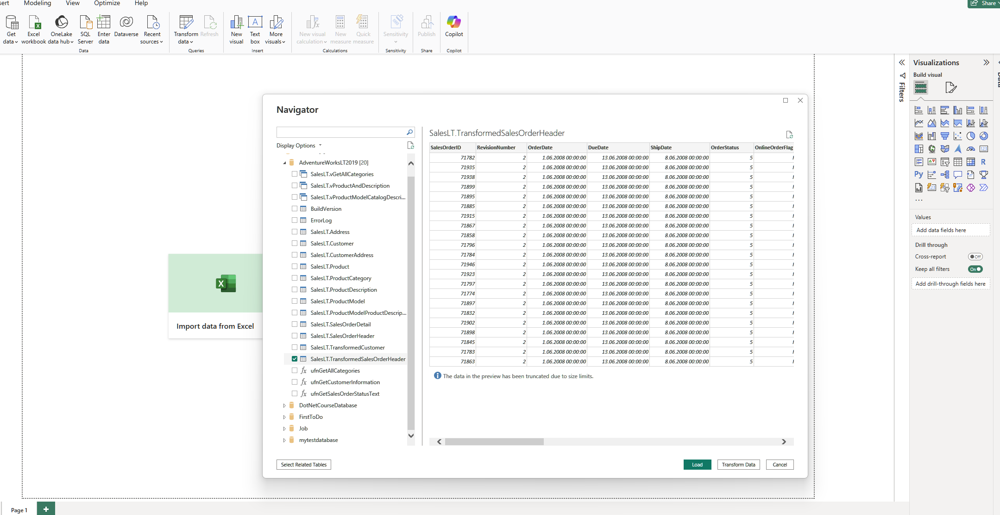 sert Modeling View Optimize Help
Share
Get data
Excel workbook
OneLake data hub
SQL Server
Enter data
Dataverse
Recent sources
Transform data
Refresh
New visual
Text box
More visuals
New visual calculation
New measure
Quick measure
Sensitivity
Publish
Copilot
Data Queries Insert Calculations Sensitivity Share Copilot
Filters
Visualizations
Build visual
Data
Navigator
Display Options
AdventureWorksLT2019 [20]
SalesLT.vGetAllCategories
SalesLT.vProductAndDescription
SalesLT.vProductModelCatalogDescri...
BuildVersion
ErrorLog
SalesLT.Address
SalesLT.Customer
SalesLT.CustomerAddress
SalesLT.Product
SalesLT.ProductCategory
SalesLT.ProductDescription
SalesLT.ProductModel
SalesLT.ProductModelProductDescrip...
SalesLT.SalesOrderDetail
SalesLT.SalesOrderHeader
SalesLT.TransformedCustomer
SalesLT.TransformedSalesOrderHeader
fx ufnGetAllCategories
fx ufnGetCustomerInformation
fx ufnGetSalesOrderStatusText
DotNetCourseDatabase
FirstToDo
Job
mytestdatabase
SalesLT.TransformedSalesOrderHeader
SalesOrderID RevisionNumber OrderDate DueDate ShipDate OrderStatus OnlineOrderFlag
71782 2 1.06.2008 00:00:00 13.06.2008 00:00:00 8.06.2008 00:00:00 5
71935 2 1.06.2008 00:00:00 13.06.2008 00:00:00 8.06.2008 00:00:00 5
71938 2 1.06.2008 00:00:00 13.06.2008 00:00:00 8.06.2008 00:00:00 5
71899 2 1.06.2008 00:00:00 13.06.2008 00:00:00 8.06.2008 00:00:00 5
71895 2 1.06.2008 00:00:00 13.06.2008 00:00:00 8.06.2008 00:00:00 5
71885 2 1.06.2008 00:00:00 13.06.2008 00:00:00 8.06.2008 00:00:00 5
71915 2 1.06.2008 00:00:00 13.06.2008 00:00:00 8.06.2008 00:00:00 5
71867 2 1.06.2008 00:00:00 13.06.2008 00:00:00 8.06.2008 00:00:00 5
71858 2 1.06.2008 00:00:00 13.06.2008 00:00:00 8.06.2008 00:00:00 5
71796 2 1.06.2008 00:00:00 13.06.2008 00:00:00 8.06.2008 00:00:00 5
71784 2 1.06.2008 00:00:00 13.06.2008 00:00:00 8.06.2008 00:00:00 5
71946 2 1.06.2008 00:00:00 13.06.2008 00:00:00 8.06.2008 00:00:00 5
71923 2 1.06.2008 00:00:00 13.06.2008 00:00:00 8.06.2008 00:00:00 5
71797 2 1.06.2008 00:00:00 13.06.2008 00:00:00 8.06.2008 00:00:00 5
71774 2 1.06.2008 00:00:00 13.06.2008 00:00:00 8.06.2008 00:00:00 5
71897 2 1.06.2008 00:00:00 13.06.2008 00:00:00 8.06.2008 00:00:00 5
71832 2 1.06.2008 00:00:00 13.06.2008 00:00:00 8.06.2008 00:00:00 5
71902 2 1.06.2008 00:00:00 13.06.2008 00:00:00 8.06.2008 00:00:00 5
71898 2 1.06.2008 00:00:00 13.06.2008 00:00:00 8.06.2008 00:00:00 5
71845 2 1.06.2008 00:00:00 13.06.2008 00:00:00 8.06.2008 00:00:00 5
71783 2 1.06.2008 00:00:00 13.06.2008 00:00:00 8.06.2008 00:00:00 5
71863 2 1.06.2008 00:00:00 13.06.2008 00:00:00 8.06.2008 00:00:00 5
The data in the preview has been truncated due to size limits.
Select Related Tables
Load
Transform Data
Cancel
X
Import data from Excel
123
R
Py
123
...
Values
Add data fields here
Drill through
Cross-report Off
Keep all filters On
Add drill-through fields here
Page 1 +